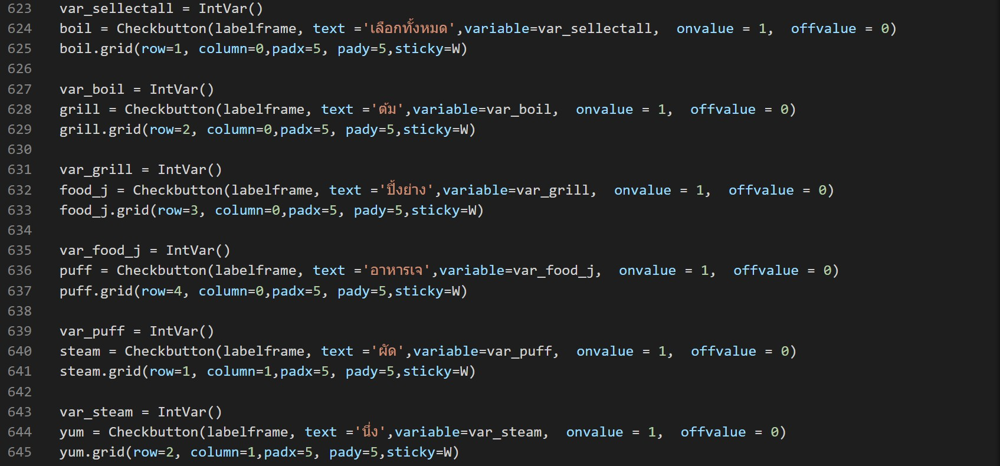 623 var_sellectall = IntVar()
624 boil = Checkbutton(labelframe, text ='เลือกทั้งหมด',variable=var_sellectall,  onvalue = 1,  offvalue = 0)
625 boil.grid(row=1, column=0,padx=5, pady=5,sticky=W)
626
627 var_boil = IntVar()
628 grill = Checkbutton(labelframe, text ='ต้ม',variable=var_boil,  onvalue = 1,  offvalue = 0)
629 grill.grid(row=2, column=0,padx=5, pady=5,sticky=W)
630
631 var_grill = IntVar()
632 food_j = Checkbutton(labelframe, text ='ปิ้งย่าง',variable=var_grill,  onvalue = 1,  offvalue = 0)
633 food_j.grid(row=3, column=0,padx=5, pady=5,sticky=W)
634
635 var_food_j = IntVar()
636 puff = Checkbutton(labelframe, text ='อาหารเจ',variable=var_food_j,  onvalue = 1,  offvalue = 0)
637 puff.grid(row=4, column=0,padx=5, pady=5,sticky=W)
638
639 var_puff = IntVar()
640 steam = Checkbutton(labelframe, text ='ผัด',variable=var_puff,  onvalue = 1,  offvalue = 0)
641 steam.grid(row=1, column=1,padx=5, pady=5,sticky=W)
642
643 var_steam = IntVar()
644 yum = Checkbutton(labelframe, text ='นึ่ง',variable=var_steam,  onvalue = 1,  offvalue = 0)
645 yum.grid(row=2, column=1,padx=5, pady=5,sticky=W)